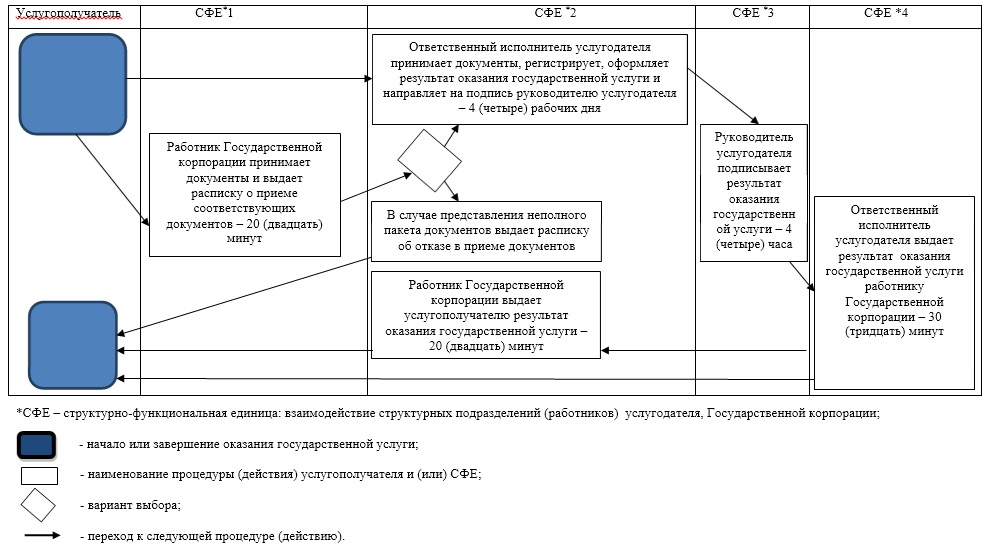 Услугополучатель СФЕ*1 СФЕ *2 СФЕ *3 СФЕ *4
Ответственный исполнитель услугодателя
принимает документы, регистрирует, оформляет
результат оказания государственной услуги и
направляет на подпись руководителю услугодателя
– 4 (четыре) рабочих дня
Работник Государственной
корпорации принимает
документы и выдает
расписку о приеме
соответствующих
документов – 20 (двадцать)
минут
В случае представления неполного
пакета документов выдает расписку
об отказе в приеме документов
Работник Государственной
корпорации выдает
услугополучателю результат
оказания государственной услуги –
20 (двадцать) минут
Руководитель
услугодателя
подписывает
результат
оказания
государственн
ой услуги – 4
(четыре) часа
Ответственный
исполнитель
услугодателя выдает
результат оказания
государственной услуги
работнику
Государственной
корпорации – 30
(тридцать) минут
*СФЕ – структурно-функциональная единица: взаимодействие структурных подразделений (работников) услугодателя, Государственной корпорации;
- начало или завершение оказания государственной услуги;
- наименование процедуры (действия) услугополучателя и (или) СФЕ;
- вариант выбора;
- переход к следующей процедуре (действию).